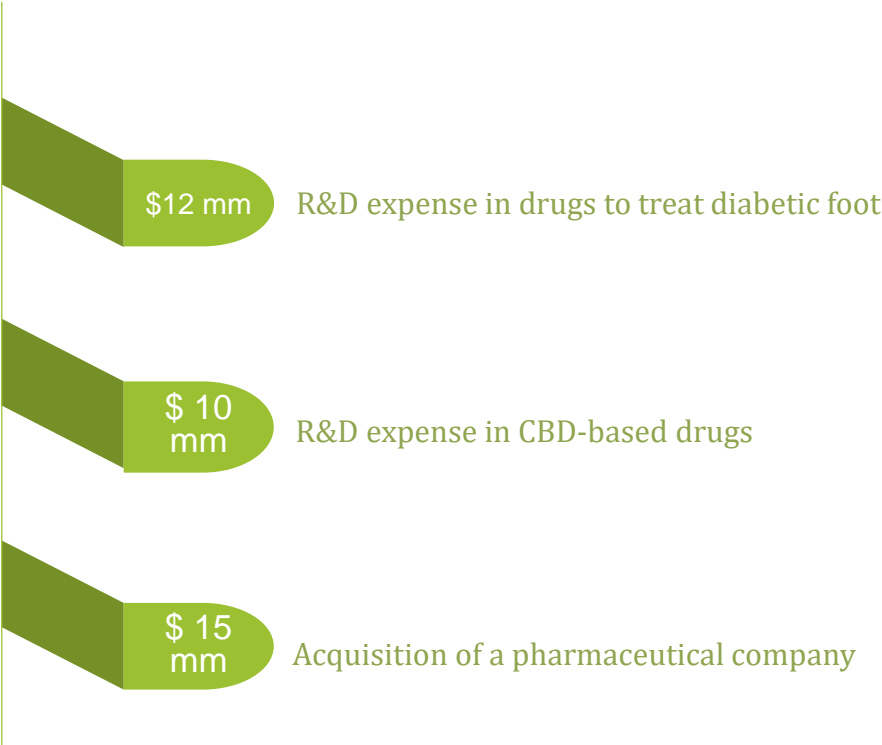 $12 mm
R&D expense in drugs to treat diabetic foot
$ 10
mm
R&D expense in CBD-based drugs
$ 15
mm
Acquisition of a pharmaceutical company